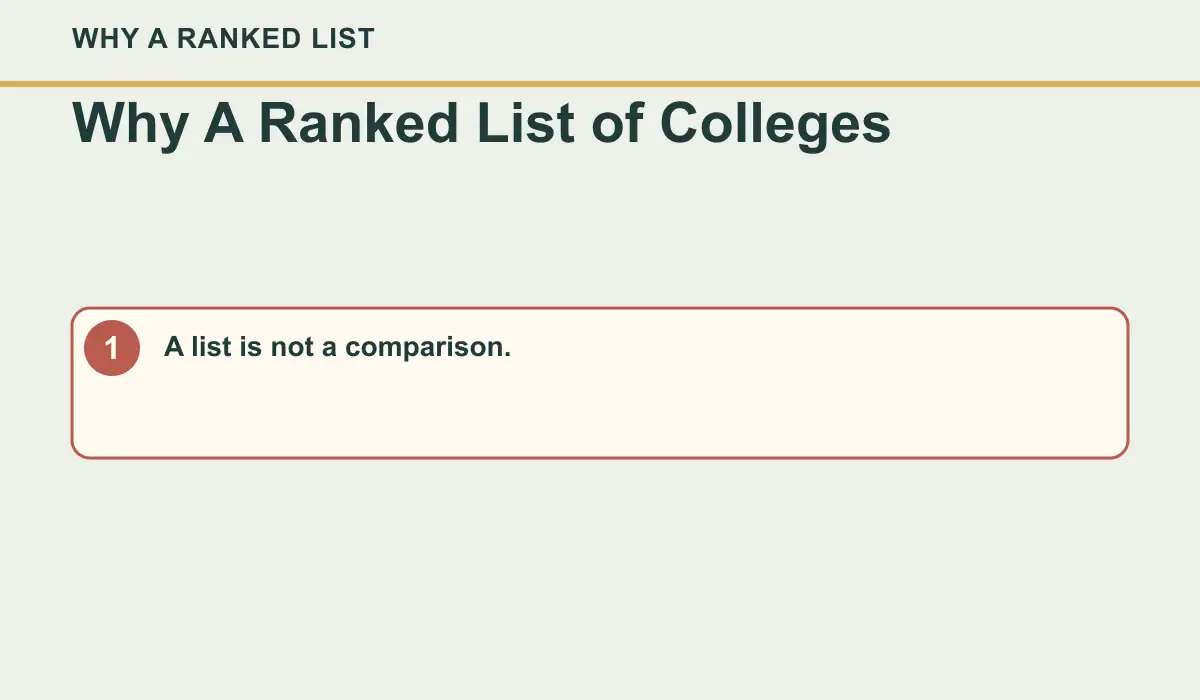 WHY A RANKED LIST
Why A Ranked List of Colleges
1
A list is not a comparison.